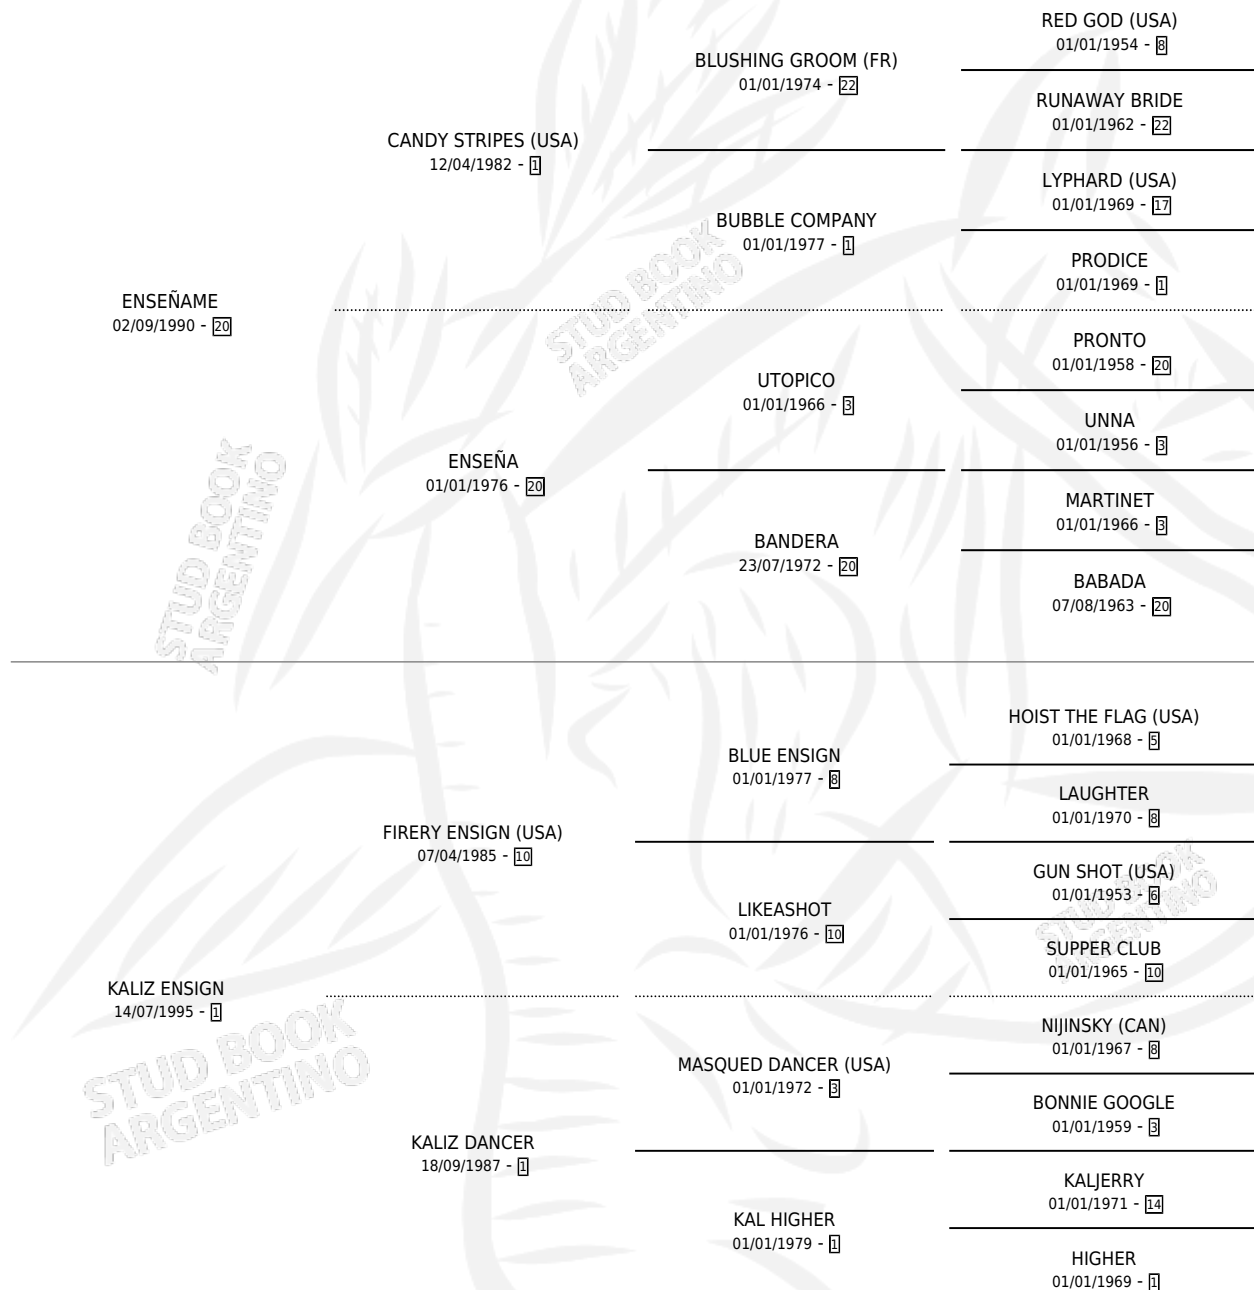 RED GOD (USA)
01/01/1954 - 8
BLUSHING GROOM (FR)
01/01/1974 - 22
RUNAWAY BRIDE
01/01/1962 - 22
CANDY STRIPES (USA)
12/04/1982 - 1
LYPHARD (USA)
01/01/1969 - 17
BUBBLE COMPANY
01/01/1977 - 1
PRODICE
01/01/1969 - 1
ENSEÑAME
02/09/1990 - 20
STUD BOOK
ARGENTINO
PRONTO
01/01/1958 - 20
UTOPICO
01/01/1966 - 3
UNNA
01/01/1956 - 3
ENSEÑA
01/01/1976 - 20
MARTINET
01/01/1966 - 3
BANDERA
23/07/1972 - 20
BABADA
07/08/1963 - 20
STUD BOOK
ARGENTINO
HOIST THE FLAG (USA)
01/01/1968 - 5
BLUE ENSIGN
01/01/1977 - 8
LAUGHTER
01/01/1970 - 8
FIRERY ENSIGN (USA)
07/04/1985 - 10
GUN SHOT (USA)
01/01/1953 - 6
LIKEASHOT
01/01/1976 - 10
SUPPER CLUB
01/01/1965 - 10
STUD BOOK
ARGENTINO
KALIZ ENSIGN
14/07/1995 - 1
NIJINSKY (CAN)
01/01/1967 - 8
MASQUED DANCER (USA)
01/01/1972 - 3
BONNIE GOOGLE
01/01/1959 - 3
STUD BOOK
ARGENTINO
KALIZ DANCER
18/09/1987 - 1
KALJERRY
01/01/1971 - 14
KAL HIGHER
01/01/1979 - 1
HIGHER
01/01/1969 - 1